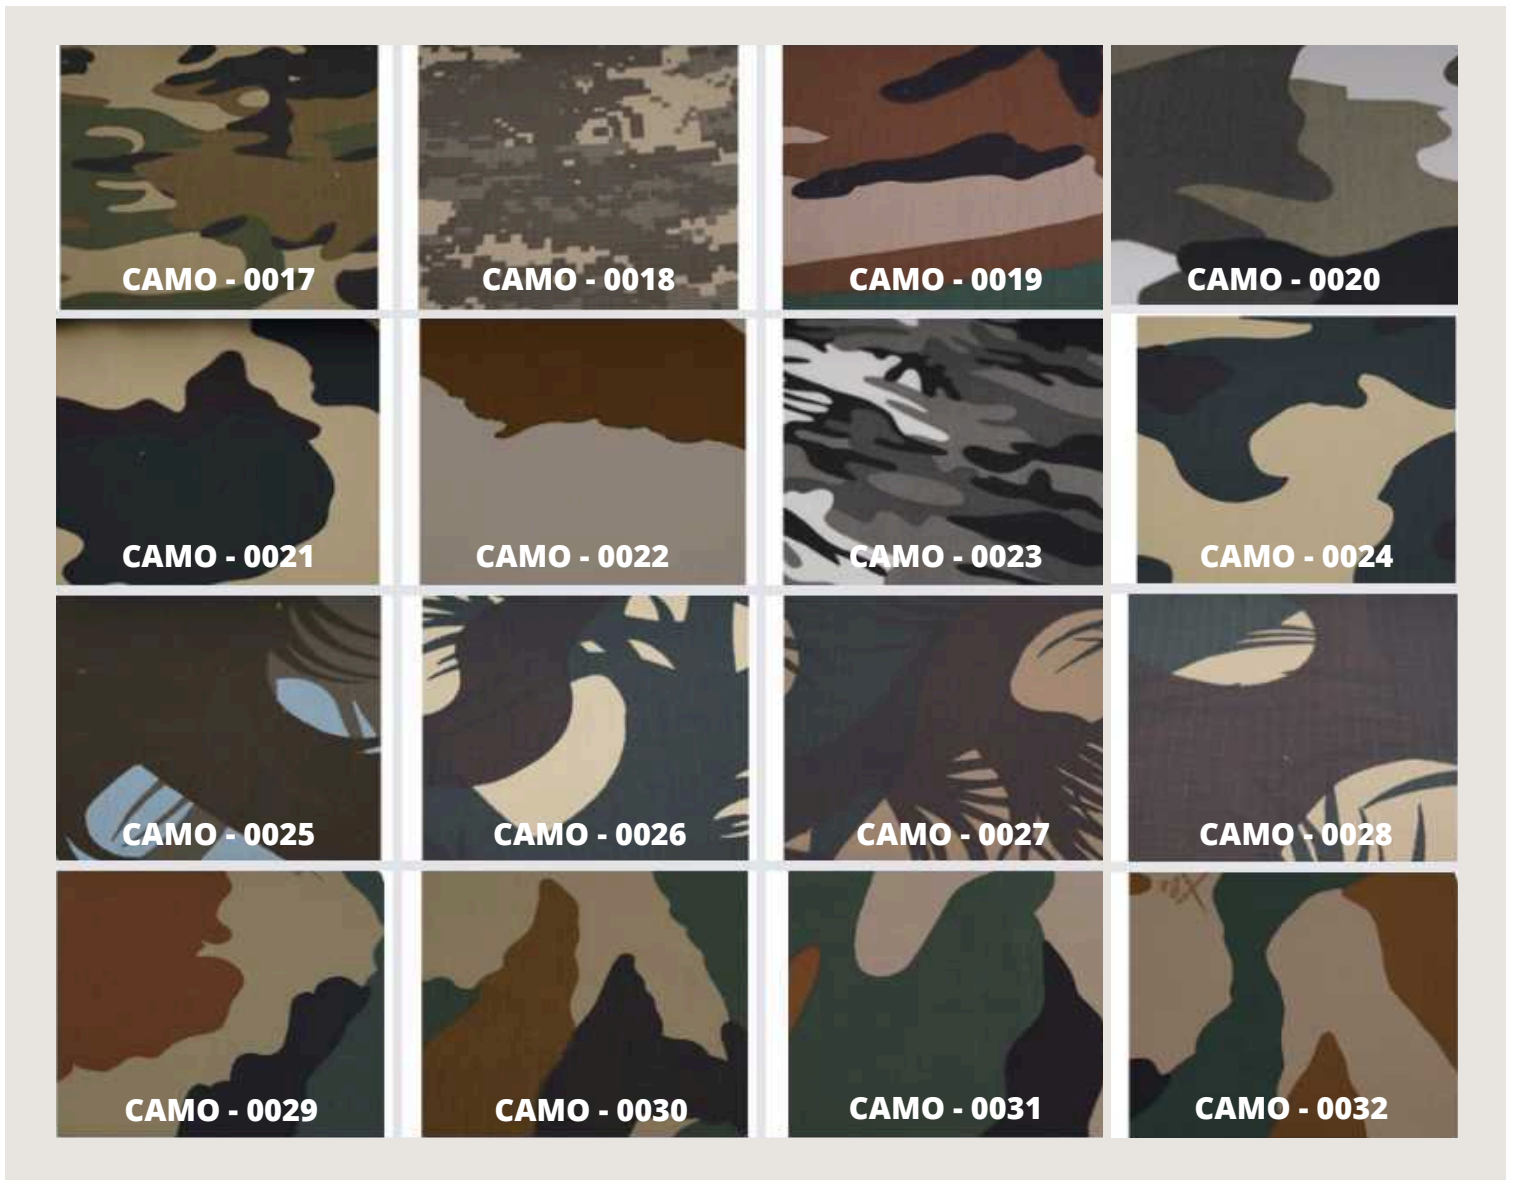 CAMO - 0017
CAMO - 0018
CAMO - 0019
CAMO - 0020
CAMO - 0021
CAMO - 0022
CAMO - 0023
CAMO - 0024
CAMO - 0025
CAMO - 0026
CAMO - 0027
CAMO - 0028
CAMO - 0029
CAMO - 0030
CAMO - 0031
CAMO - 0032